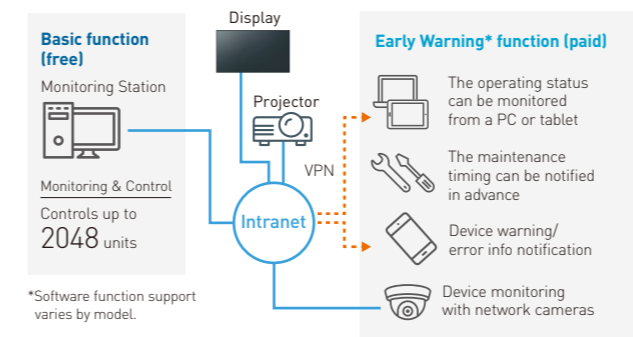 Basic function
(free)
Monitoring Station
Monitoring & Control
Controls up to
2048 units
*Software function support
varies by model.
Display
Projector
VPN
Intranet
Early Warning* function (paid)
The operating status
can be monitored
from a PC or tablet
The maintenance
timing can be notified
in advance
Device warning/
error info notification
Device monitoring
with network cameras